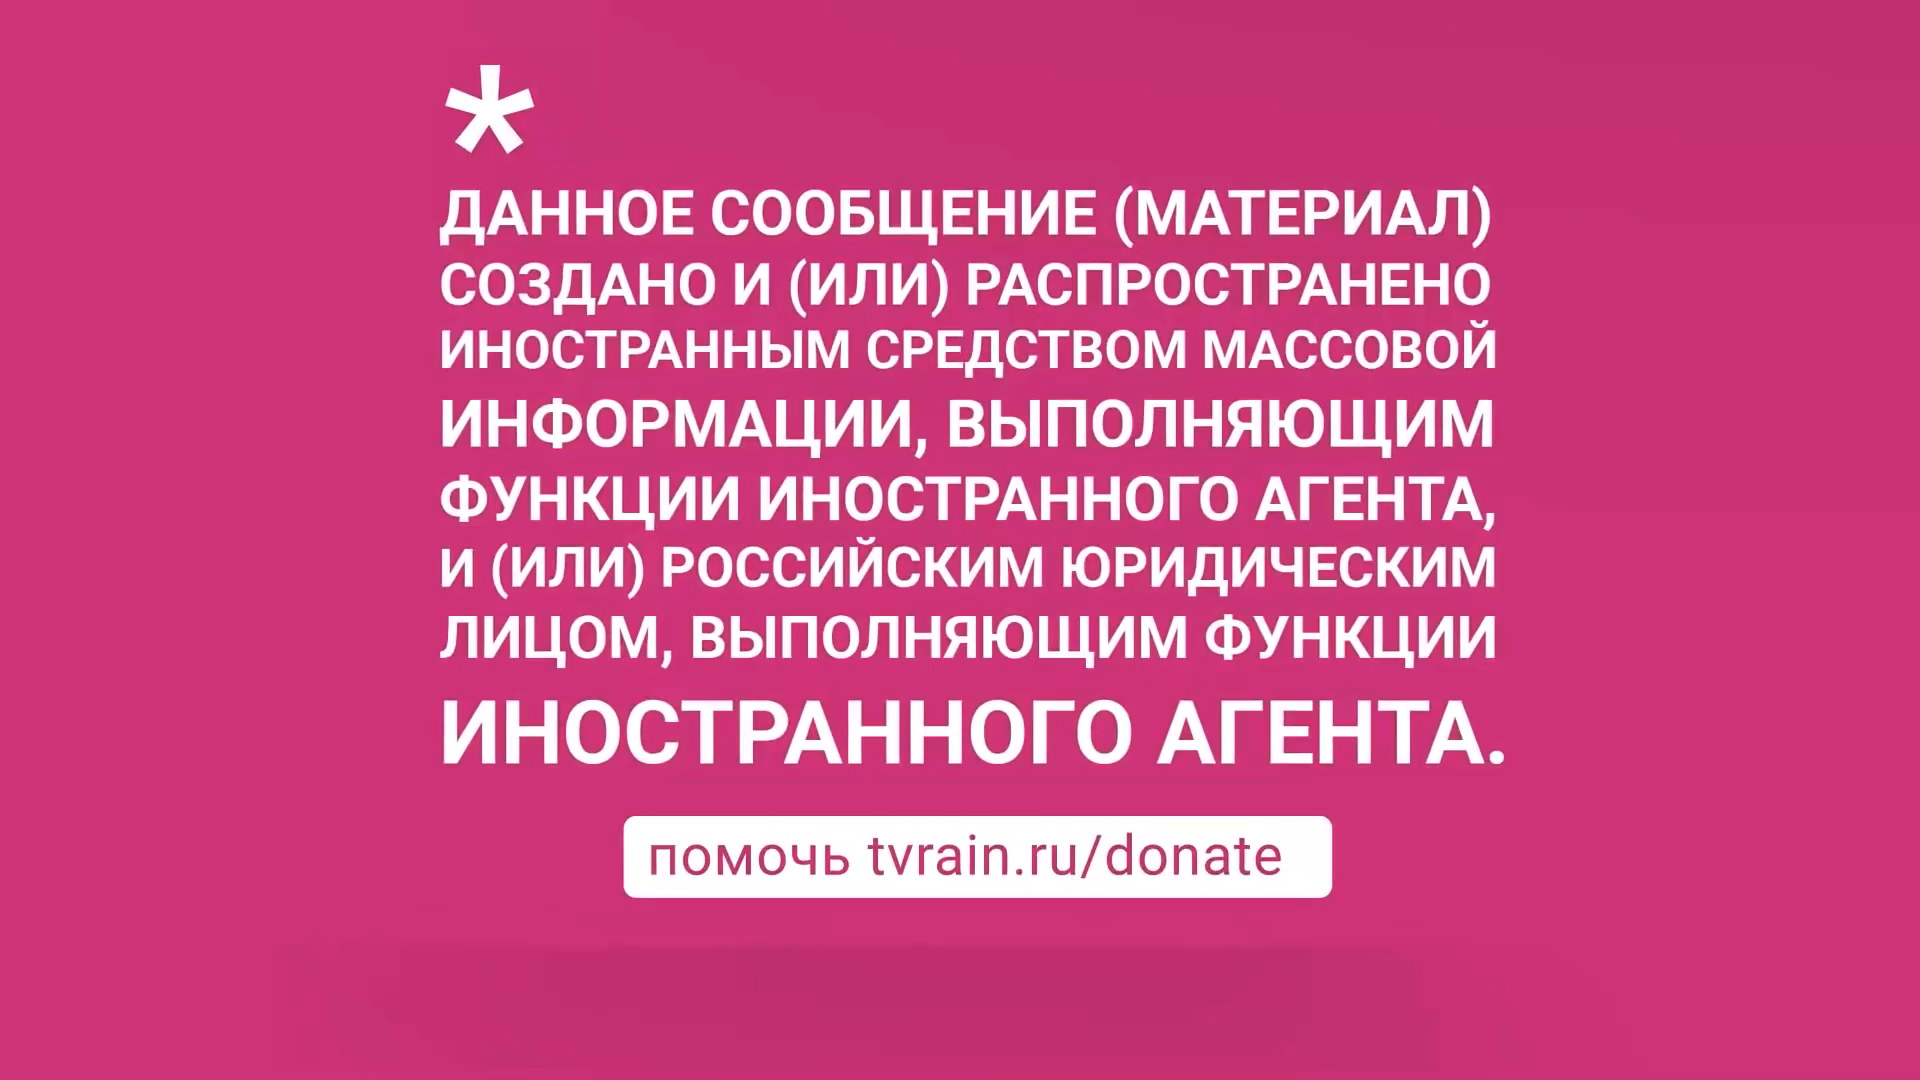 *
ДАННОЕ СООБЩЕНИЕ (МАТЕРИАЛ)
СОЗДАНО И (ИЛИ) РАСПРОСТРАНЕНО
ИНОСТРАННЫМ СРЕДСТВОМ МАССОВОЙ
ИНФОРМАЦИИ, ВЫПОЛНЯЮЩИМ
ФУНКЦИИ ИНОСТРАННОГО АГЕНТА,
И (ИЛИ) РОССИЙСКИМ ЮРИДИЧЕСКИМ
ЛИЦОМ, ВЫПОЛНЯЮЩИМ ФУНКЦИИ
ИНОСТРАННОГО АГЕНТА.
помочь tvrain.ru/donate